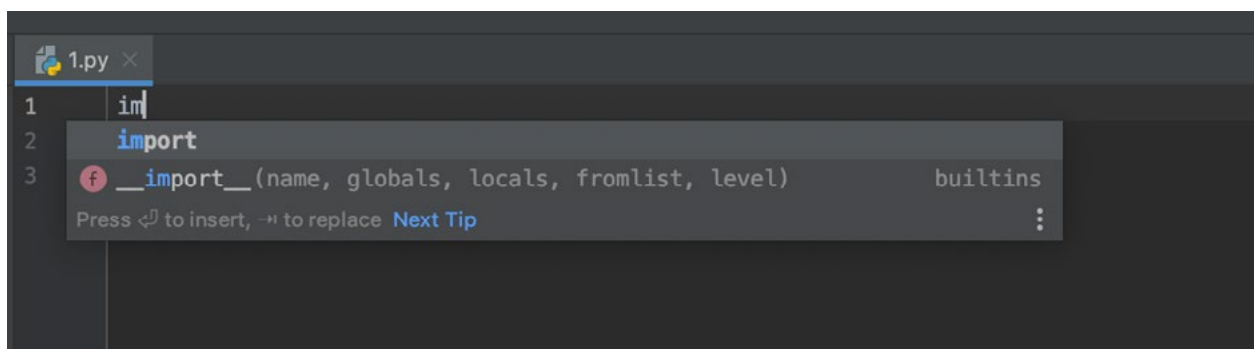 1.py
1 im
2 import
3 f __import__(name, globals, locals, fromlist, level) builtins
Press ⏎ to insert, ⇥ to replace Next Tip